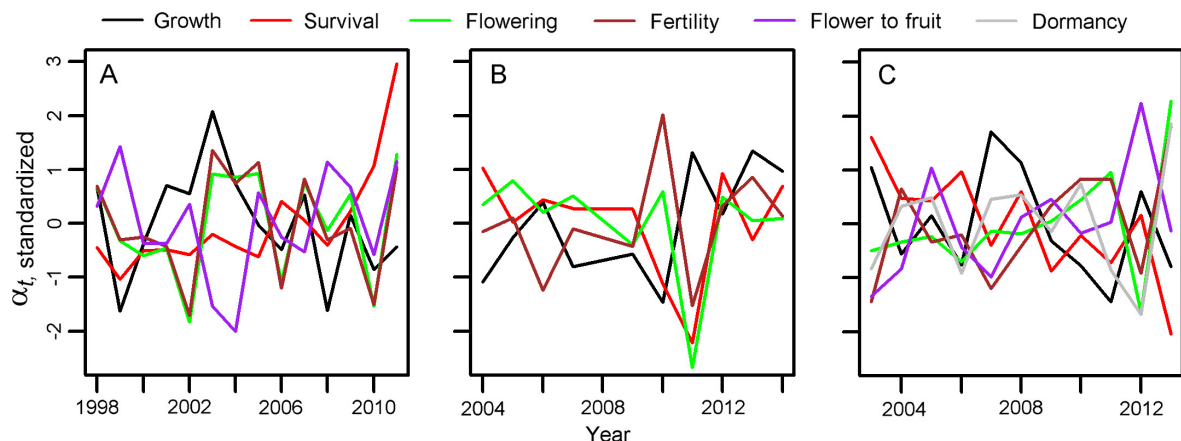 Growth Survival Flowering Fertility Flower to fruit Dormancy
A B C
3
2
1
0
-1
-2
αt, standardized
1998 2002 2006 2010 2004 2008 2012 2004 2008 2012
Year